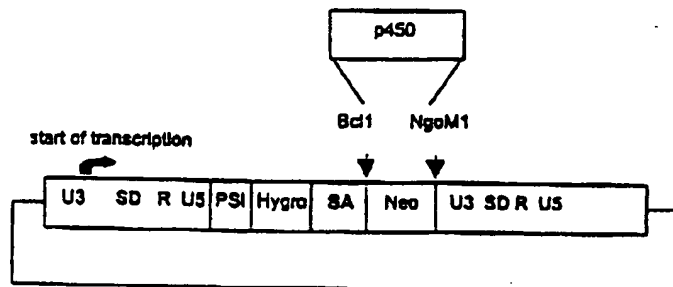 p450
Bcl1 NgoM1
start of transcription
U3 SD R U5 PSI Hygro SA Neo U3 SD R U5